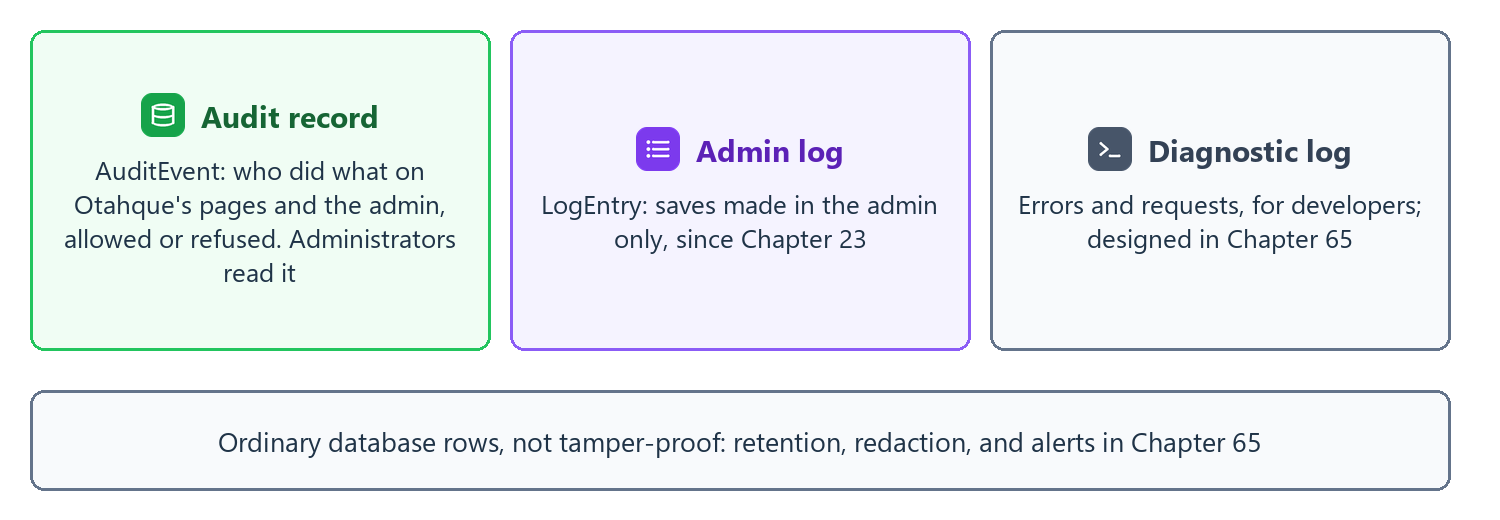 Audit record
AuditEvent: who did what on
Otahque's pages and the admin,
allowed or refused. Administrators
read it
Admin log
LogEntry: saves made in the admin
only, since Chapter 23
Diagnostic log
Errors and requests, for developers;
designed in Chapter 65
Ordinary database rows, not tamper-proof: retention, redaction, and alerts in Chapter 65